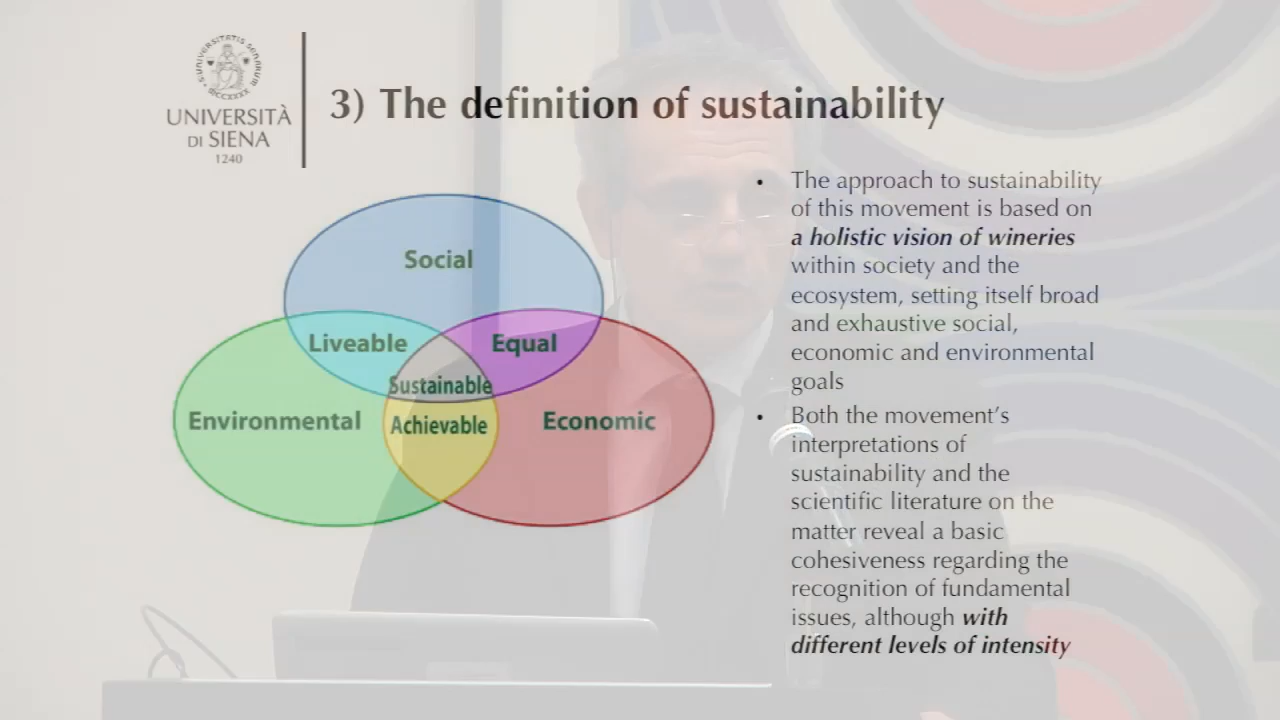 UNIVERSITÀ
DI SIENA
1240
3) The definition of sustainability
Social
Liveable
Equal
Sustainable
Environmental
Achievable
Economic
• The approach to sustainability
of this movement is based on
a holistic vision of wineries
within society and the
ecosystem, setting itself broad
and exhaustive social,
economic and environmental
goals
• Both the movement's
interpretations of
sustainability and the
scientific literature on the
matter reveal a basic
cohesiveness regarding the
recognition of fundamental
issues, although with
different levels of intensity